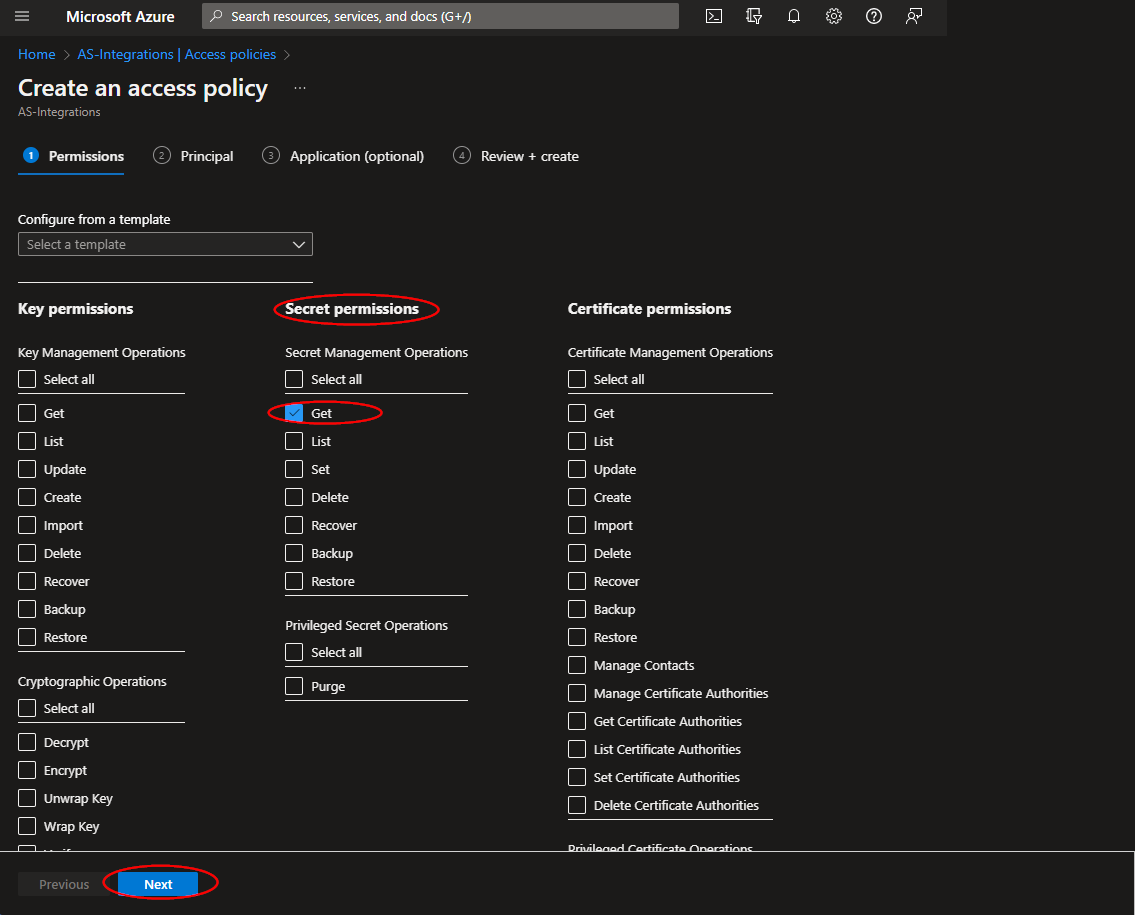 Microsoft Azure
Search resources, services, and docs (G+/)
Home > AS-Integrations | Access policies >
Create an access policy ...
AS-Integrations
1 Permissions
2 Principal
3 Application (optional)
4 Review + create
Configure from a template
Select a template
Key permissions
Key Management Operations
Select all
Get
List
Update
Create
Import
Delete
Recover
Backup
Restore
Cryptographic Operations
Select all
Decrypt
Encrypt
Unwrap Key
Wrap Key
Secret permissions
Secret Management Operations
Select all
Get
List
Set
Delete
Recover
Backup
Restore
Privileged Secret Operations
Select all
Purge
Certificate permissions
Certificate Management Operations
Select all
Get
List
Update
Create
Import
Delete
Recover
Backup
Restore
Manage Contacts
Manage Certificate Authorities
Get Certificate Authorities
List Certificate Authorities
Set Certificate Authorities
Delete Certificate Authorities
Privileged Certificate Operations
Previous
Next